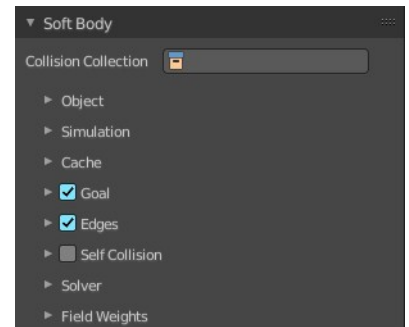 Soft Body
Collision Collection
Object
Simulation
Cache
Goal
Edges
Self Collision
Solver
Field Weights